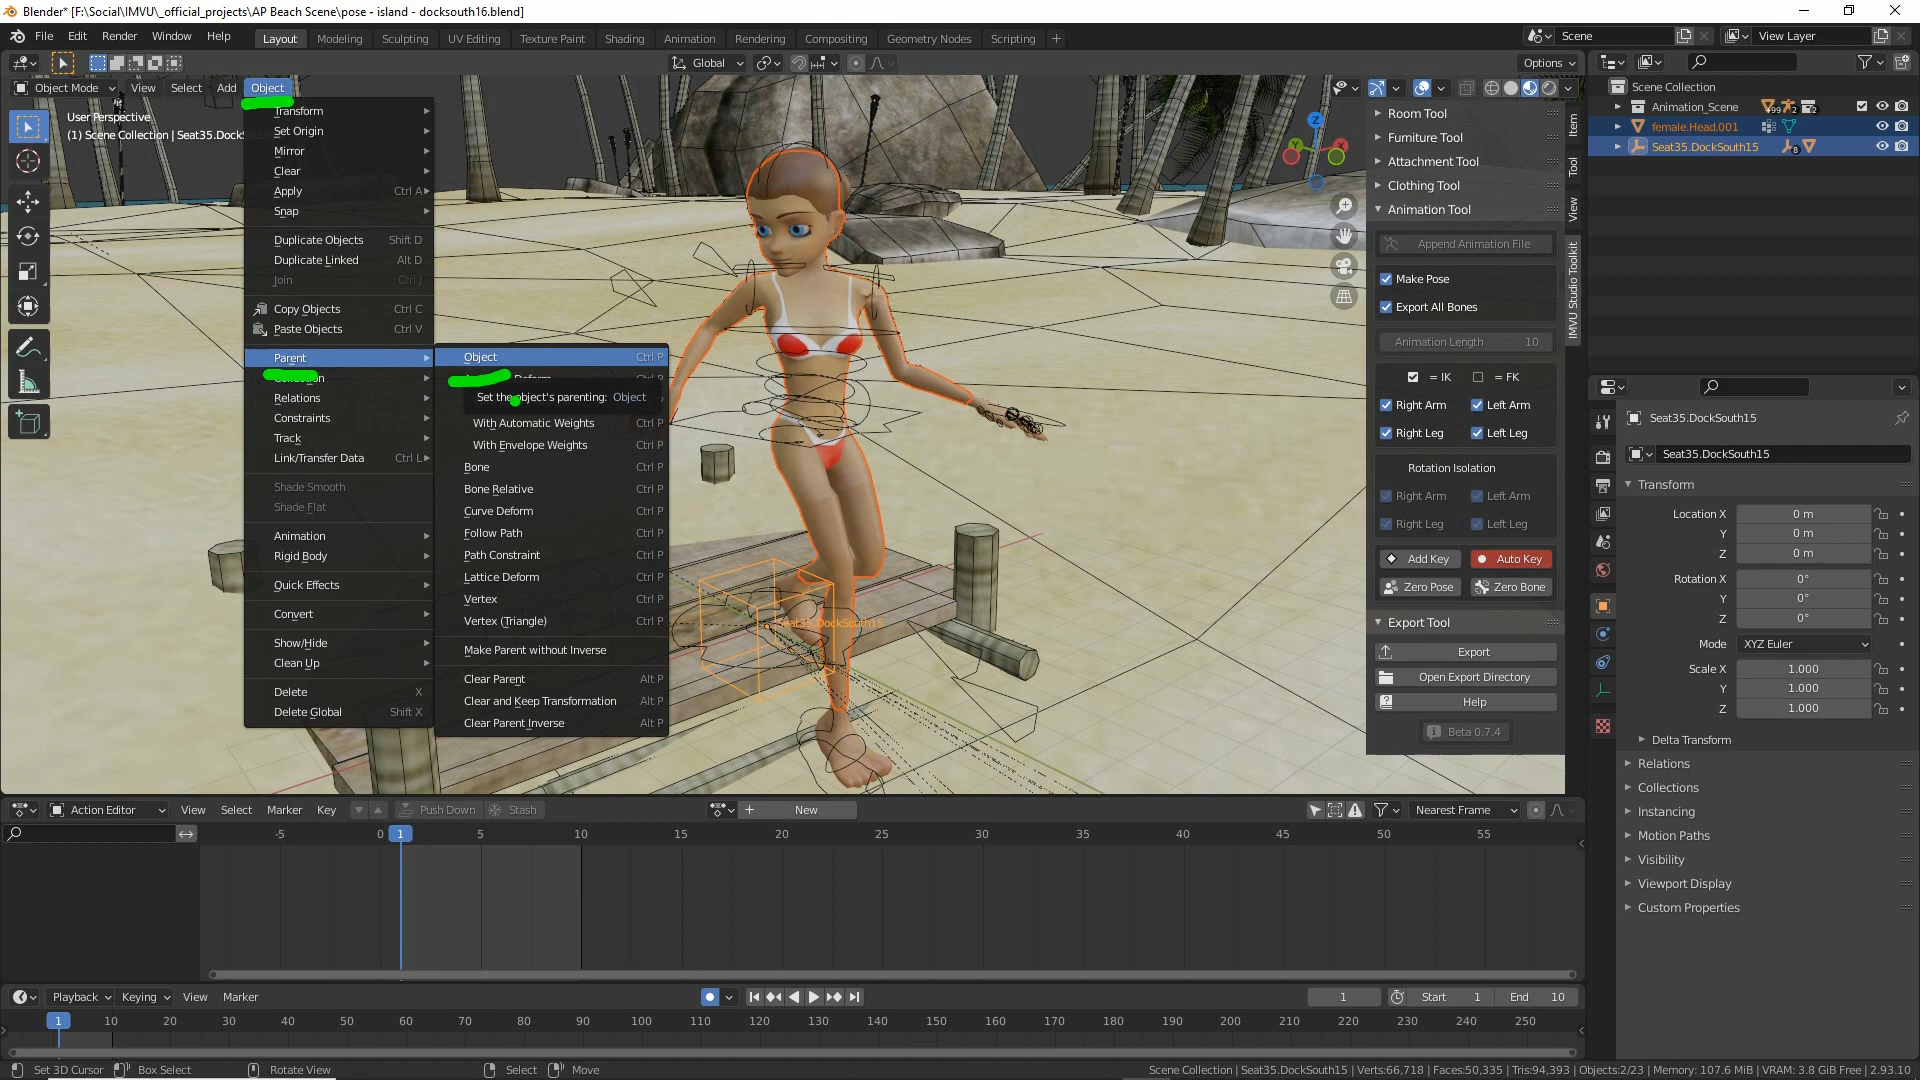 Blender* [F:\Social\IMVU\_official_projects\AP Beach Scene\pose - island - docksouth16.blend]
File Edit Render Window Help
Layout Modeling Sculpting UV Editing Texture Paint Shading Animation Rendering Compositing Geometry Nodes Scripting +
Scene
View Layer
Global
Options
Object Mode View Select Add Object
User Perspective
(1) Scene Collection | Seat35.Dock
Transform
Set Origin
Mirror
Clear
Apply Ctrl A
Snap
Duplicate Objects Shift D
Duplicate Linked Alt D
Join Ctrl J
Copy Objects Ctrl C
Paste Objects Ctrl V
Parent
Relations
Constraints
Track
Link/Transfer Data Ctrl L
Shade Smooth
Shade Flat
Animation
Rigid Body
Quick Effects
Convert
Show/Hide
Clean Up
Delete X
Delete Global Shift X
Object Ctrl P
Deform Ctrl P
Set the object's parenting: Object
With Automatic Weights Ctrl P
With Envelope Weights Ctrl P
Bone Ctrl P
Bone Relative Ctrl P
Curve Deform Ctrl P
Follow Path Ctrl P
Path Constraint Ctrl P
Lattice Deform Ctrl P
Vertex Ctrl P
Vertex (Triangle) Ctrl P
Make Parent without Inverse
Clear Parent Alt P
Clear and Keep Transformation Alt P
Clear Parent Inverse Alt P
Seat35.DockSouth15
Z
Y
X
Room Tool
Furniture Tool
Attachment Tool
Clothing Tool
Animation Tool
Append Animation File
Make Pose
Export All Bones
Animation Length 10
= IK = FK
Right Arm Left Arm
Right Leg Left Leg
Rotation Isolation
Right Arm Left Arm
Right Leg Left Leg
Add Key Auto Key
Zero Pose Zero Bone
Export Tool
Export
Open Export Directory
Help
Beta 0.7.4
Item
Tool
View
IMVU Studio Toolkit
Scene Collection
Animation_Scene +99 2 2
female.Head.001
Seat35.DockSouth15 8
Seat35.DockSouth15
Seat35.DockSouth15
Transform
Location X 0 m
Y 0 m
Z 0 m
Rotation X 0°
Y 0°
Z 0°
Mode XYZ Euler
Scale X 1.000
Y 1.000
Z 1.000
Delta Transform
Relations
Collections
Instancing
Motion Paths
Visibility
Viewport Display
Custom Properties
Action Editor View Select Marker Key Push Down Stash
New
Nearest Frame
-5 0 1 5 10 15 20 25 30 35 40 45 50 55
Playback Keying View Marker
1 Start 1 End 10
1 10 20 30 40 50 60 70 80 90 100 110 120 130 140 150 160 170 180 190 200 210 220 230 240 250
Set 3D Cursor Box Select Rotate View Select Move
Scene Collection | Seat35.DockSouth15 | Verts:66,718 | Faces:50,335 | Tris:94,393 | Objects:2/23 | Memory: 107.6 MiB | VRAM: 3.8 GiB Free | 2.93.10